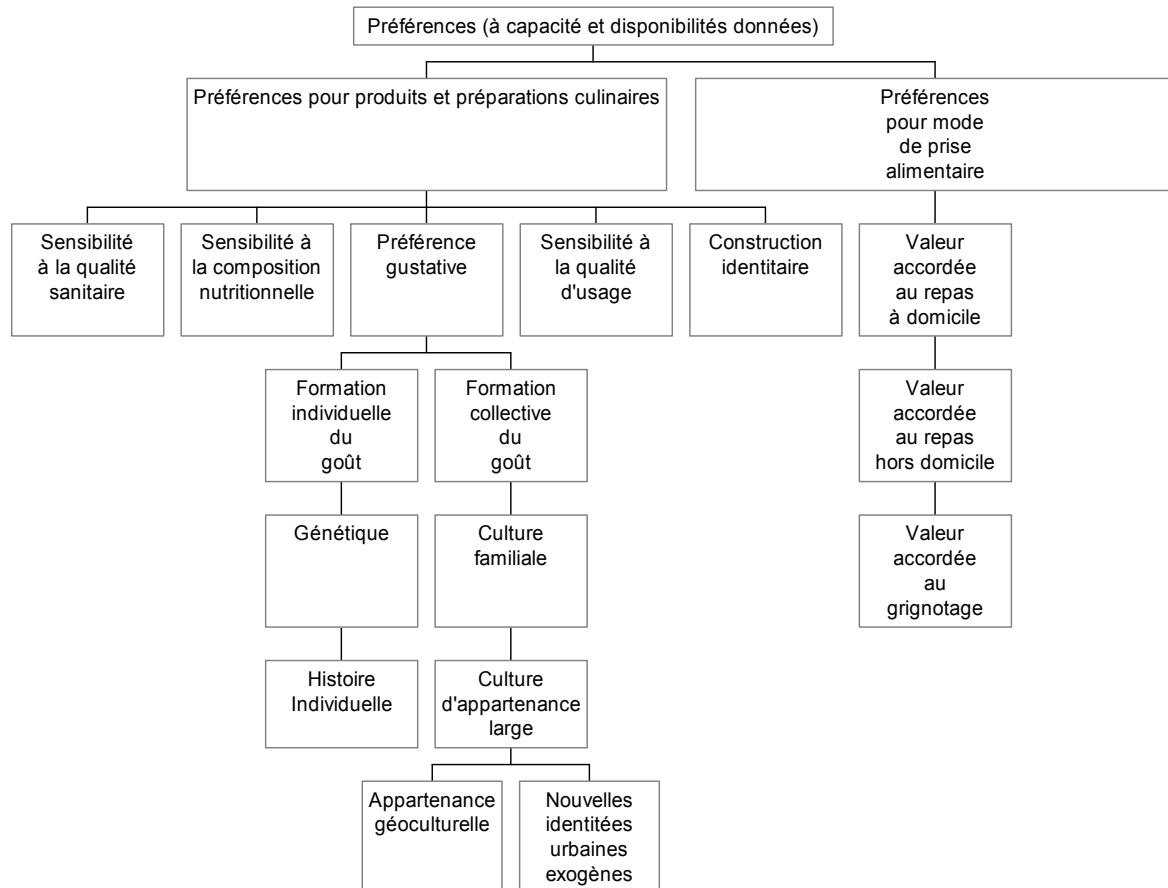 Préférences (à capacité et disponibilités données)
Préférences pour produits et préparations culinaires
Préférences
pour mode
de prise
alimentaire
Sensibilité
à la qualité
sanitaire
Sensibilité à
la composition
nutritionnelle
Préférence
gustative
Sensibilité à
la qualité
d'usage
Construction
identitaire
Valeur
accordée
au repas
à domicile
Formation
individuelle
du
goût
Formation
collective
du
goût
Valeur
accordée
au repas
hors domicile
Génétique
Culture
familiale
Valeur
accordée
au
grignotage
Histoire
Individuelle
Culture
d'appartenance
large
Appartenance
géoculturelle
Nouvelles
identitées
urbaines
exogènes